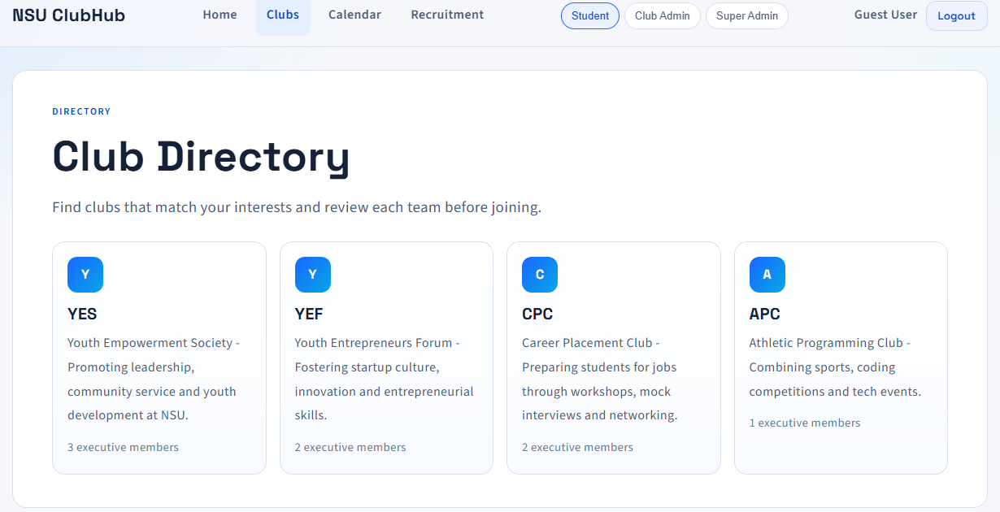 NSU ClubHub
Home
Clubs
Calendar
Recruitment
Student
Club Admin
Super Admin
Guest User
Logout
DIRECTORY
Club Directory
Find clubs that match your interests and review each team before joining.
Y
YES
Youth Empowerment Society -
Promoting leadership,
community service and youth
development at NSU.
3 executive members
Y
YEF
Youth Entrepreneurs Forum -
Fostering startup culture,
innovation and entrepreneurial
skills.
2 executive members
C
CPC
Career Placement Club -
Preparing students for jobs
through workshops, mock
interviews and networking.
2 executive members
A
APC
Athletic Programming Club -
Combining sports, coding
competitions and tech events.
1 executive members